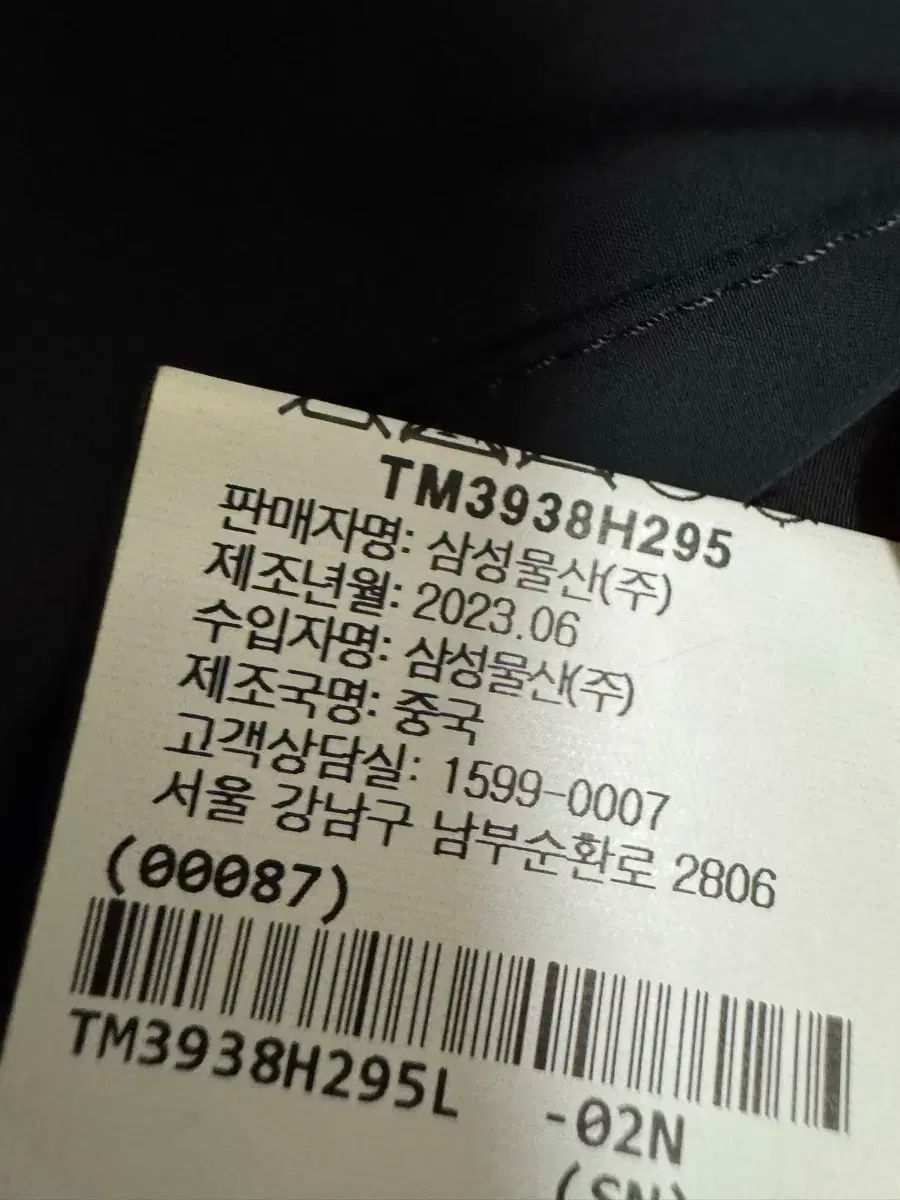 TM3938H295
판매자명: 삼성물산(주)
제조년월: 2023.06
수입자명: 삼성물산(주)
제조국명: 중국
고객상담실: 1599-0007
서울 강남구 남부순환로 2806
(00087)
TM3938H295L -02N
(SN)